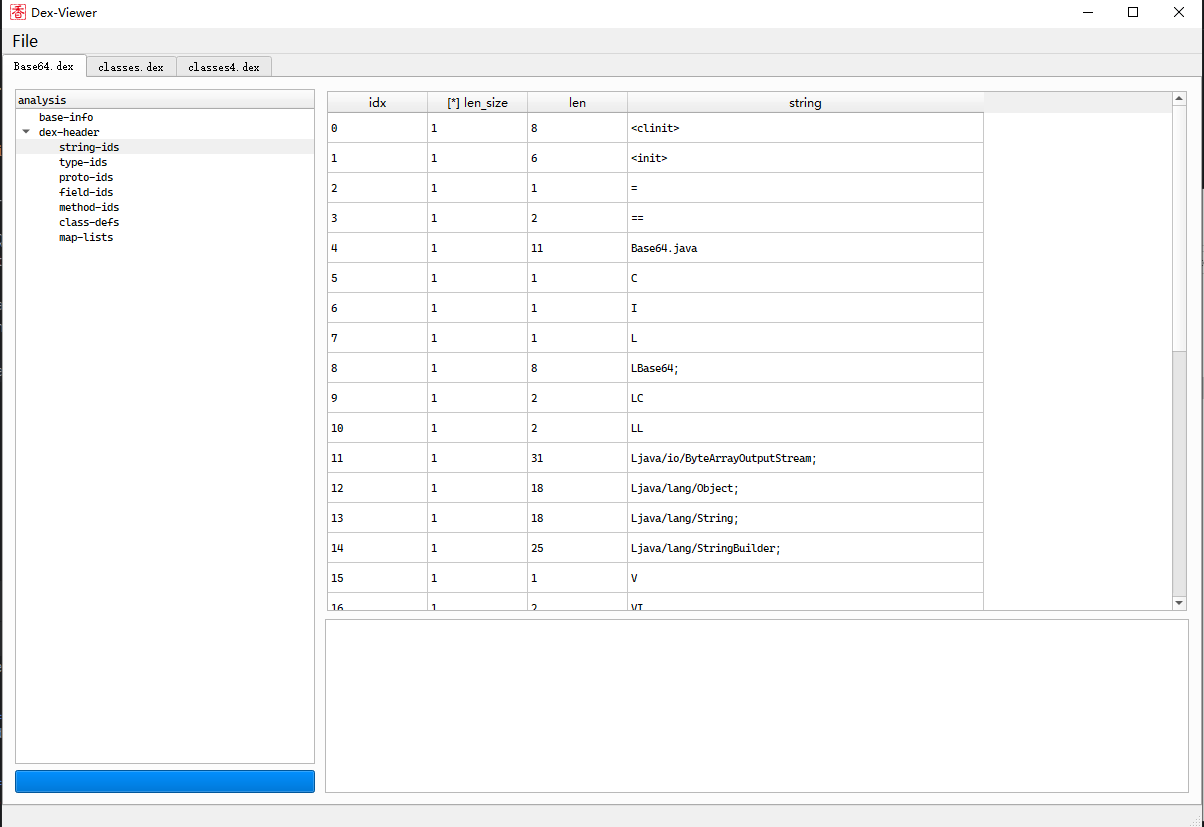 香 Dex-Viewer
File
Base64.dex classes.dex classes4.dex
analysis
base-info
dex-header
string-ids
type-ids
proto-ids
field-ids
method-ids
class-defs
map-lists
idx [*] len_size len string
0 1 8 <clinit>
1 1 6 <init>
2 1 1 =
3 1 2 ==
4 1 11 Base64.java
5 1 1 C
6 1 1 I
7 1 1 L
8 1 8 LBase64;
9 1 2 LC
10 1 2 LL
11 1 31 Ljava/io/ByteArrayOutputStream;
12 1 18 Ljava/lang/Object;
13 1 18 Ljava/lang/String;
14 1 25 Ljava/lang/StringBuilder;
15 1 1 V
16 1 2 VI